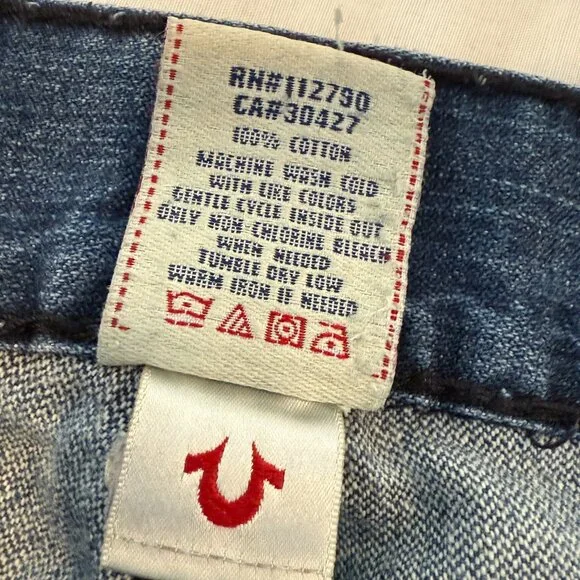 RN#112790
CA#30427
100% COTTON
MACHINE WASH COLD
WITH LIKE COLORS
GENTLE CYCLE INSIDE OUT
ONLY NON CHLORINE BLEACH
WHEN NEEDED
TUMBLE DRY LOW
WARM IRON IF NEEDED